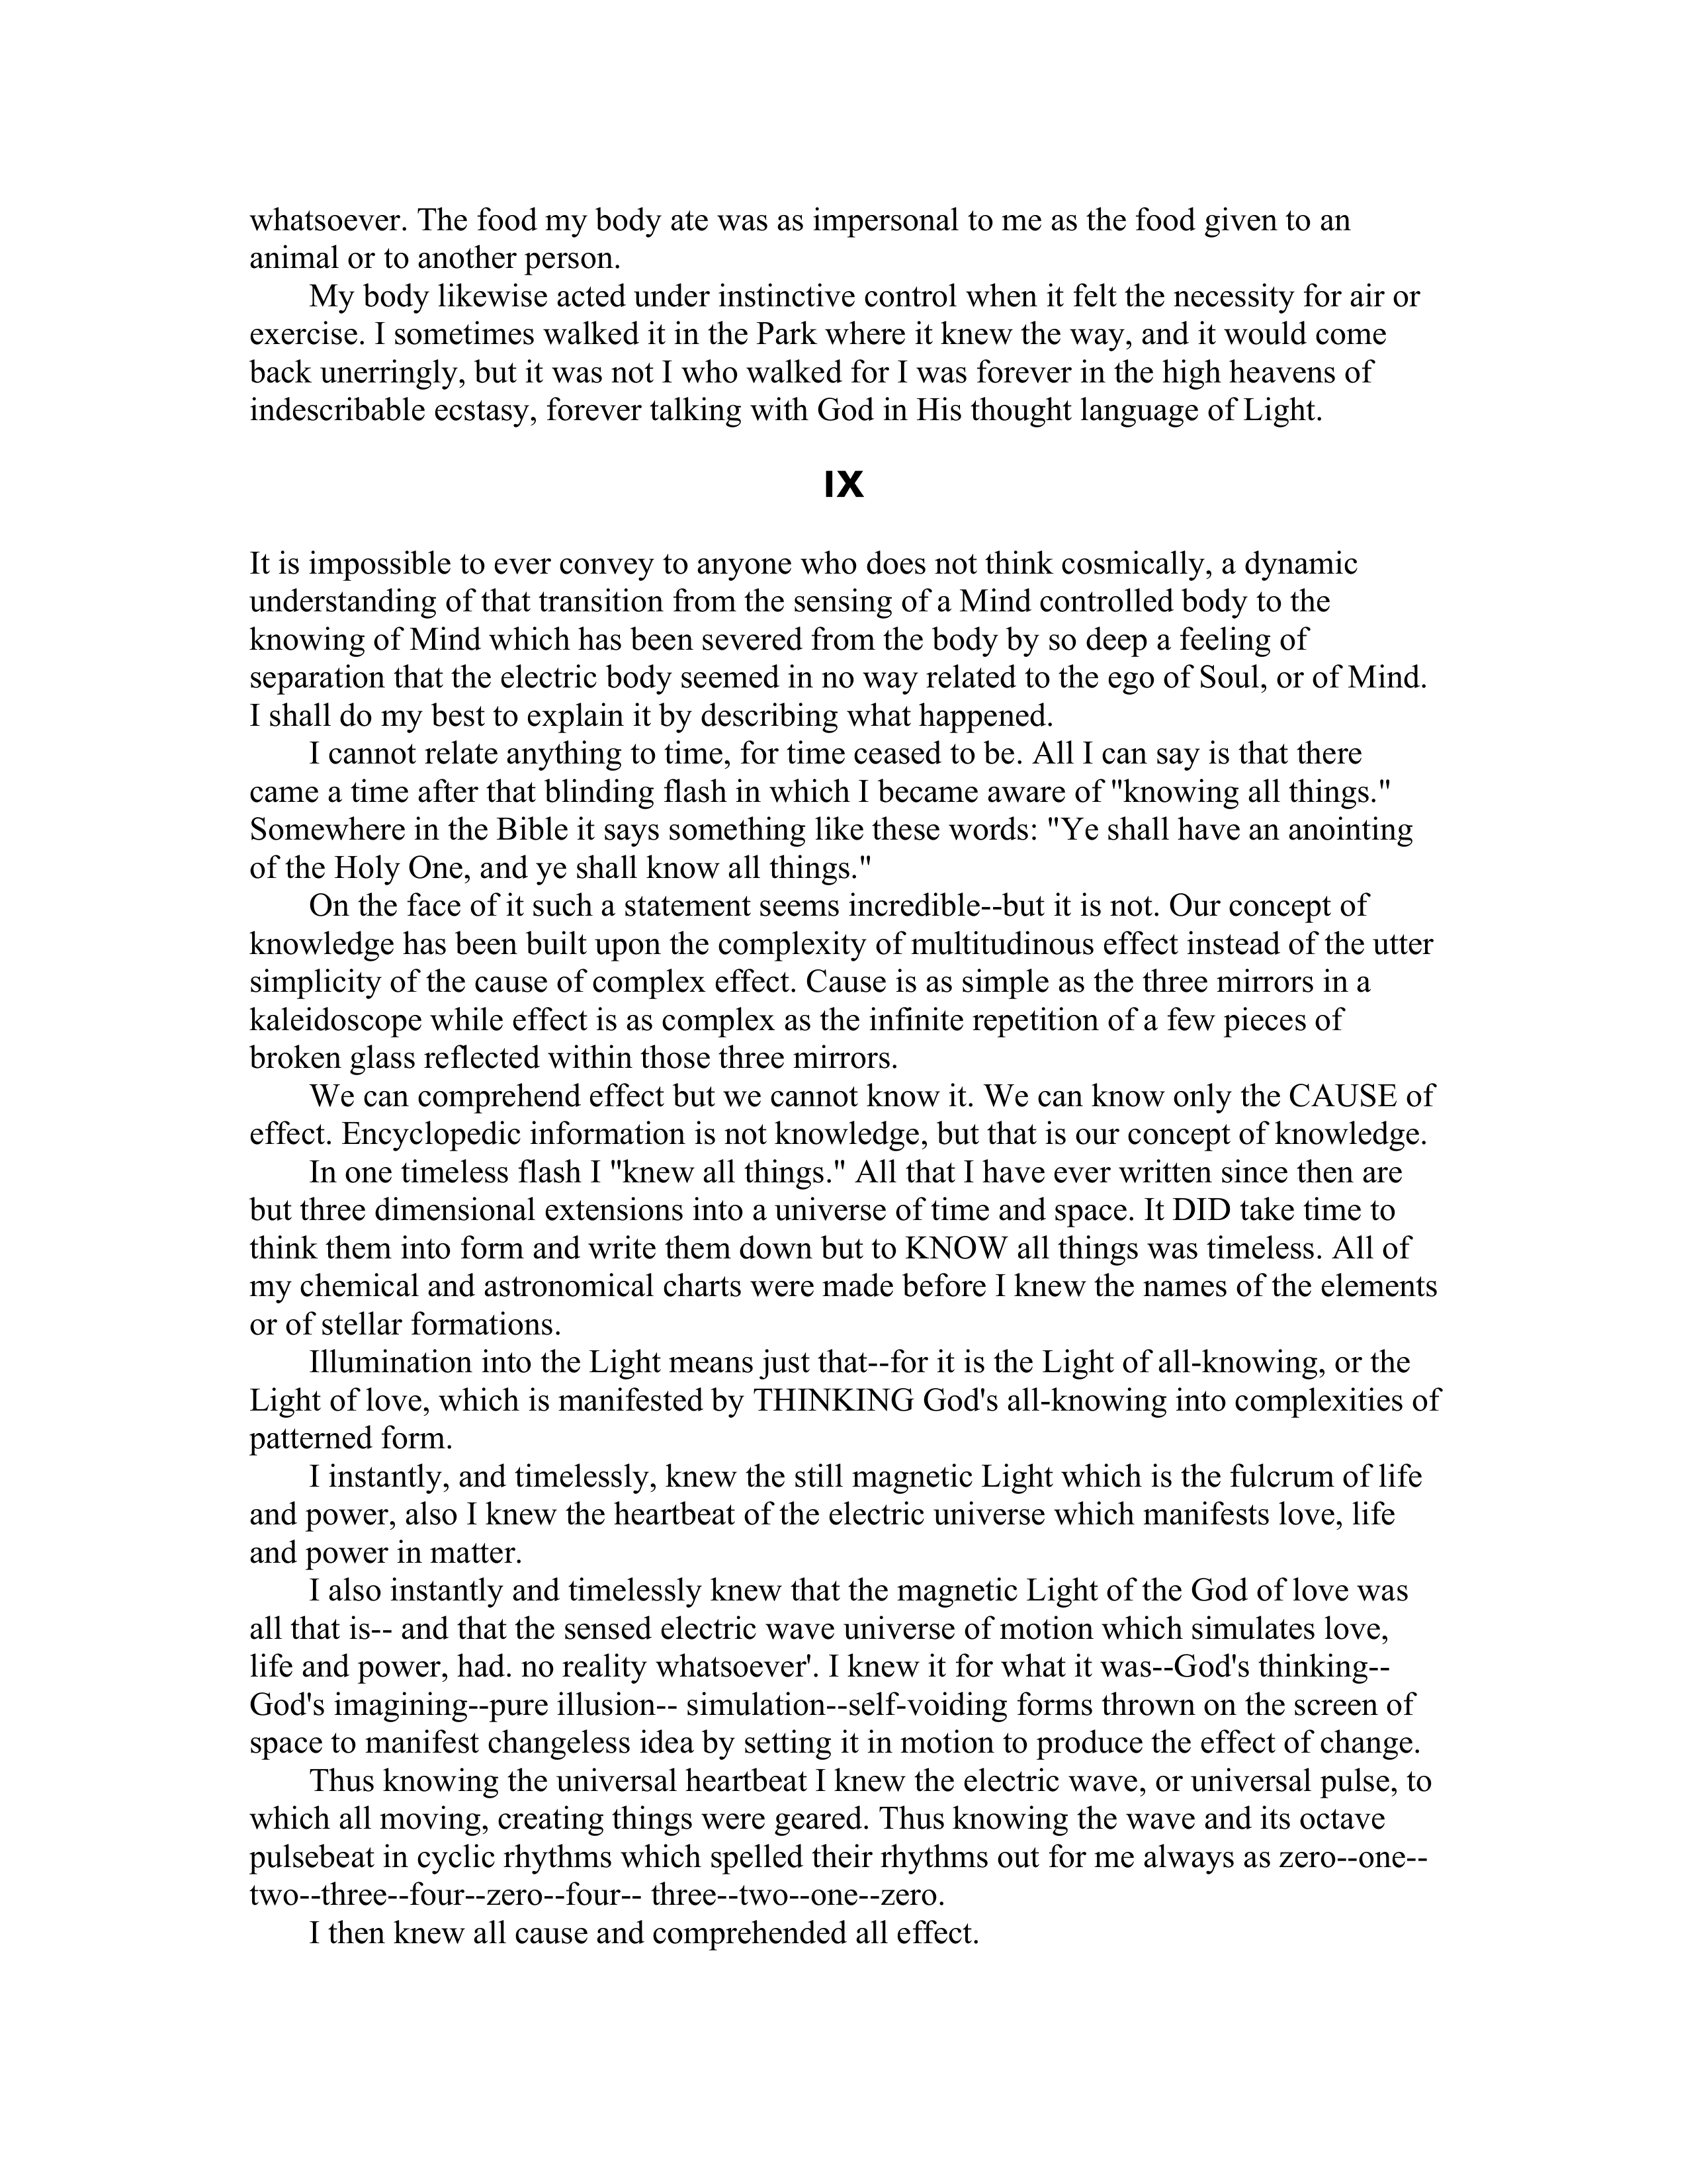 whatsoever. The food my body ate was as impersonal to me as the food given to an
animal or to another person.
My body likewise acted under instinctive control when it felt the necessity for air or
exercise. I sometimes walked it in the Park where it knew the way, and it would come
back unerringly, but it was not I who walked for I was forever in the high heavens of
indescribable ecstasy, forever talking with God in His thought language of Light.
IX
It is impossible to ever convey to anyone who does not think cosmically, a dynamic
understanding of that transition from the sensing of a Mind controlled body to the
knowing of Mind which has been severed from the body by so deep a feeling of
separation that the electric body seemed in no way related to the ego of Soul, or of Mind.
I shall do my best to explain it by describing what happened.
I cannot relate anything to time, for time ceased to be. All I can say is that there
came a time after that blinding flash in which I became aware of "knowing all things."
Somewhere in the Bible it says something like these words: "Ye shall have an anointing
of the Holy One, and ye shall know all things."
On the face of it such a statement seems incredible--but it is not. Our concept of
knowledge has been built upon the complexity of multitudinous effect instead of the utter
simplicity of the cause of complex effect. Cause is as simple as the three mirrors in a
kaleidoscope while effect is as complex as the infinite repetition of a few pieces of
broken glass reflected within those three mirrors.
We can comprehend effect but we cannot know it. We can know only the CAUSE of
effect. Encyclopedic information is not knowledge, but that is our concept of knowledge.
In one timeless flash I "knew all things." All that I have ever written since then are
but three dimensional extensions into a universe of time and space. It DID take time to
think them into form and write them down but to KNOW all things was timeless. All of
my chemical and astronomical charts were made before I knew the names of the elements
or of stellar formations.
Illumination into the Light means just that--for it is the Light of all-knowing, or the
Light of love, which is manifested by THINKING God's all-knowing into complexities of
patterned form.
I instantly, and timelessly, knew the still magnetic Light which is the fulcrum of life
and power, also I knew the heartbeat of the electric universe which manifests love, life
and power in matter.
I also instantly and timelessly knew that the magnetic Light of the God of love was
all that is-- and that the sensed electric wave universe of motion which simulates love,
life and power, had. no reality whatsoever'. I knew it for what it was--God's thinking--
God's imagining--pure illusion-- simulation--self-voiding forms thrown on the screen of
space to manifest changeless idea by setting it in motion to produce the effect of change.
Thus knowing the universal heartbeat I knew the electric wave, or universal pulse, to
which all moving, creating things were geared. Thus knowing the wave and its octave
pulsebeat in cyclic rhythms which spelled their rhythms out for me always as zero--one--
two--three--four--zero--four-- three--two--one--zero.
I then knew all cause and comprehended all effect.